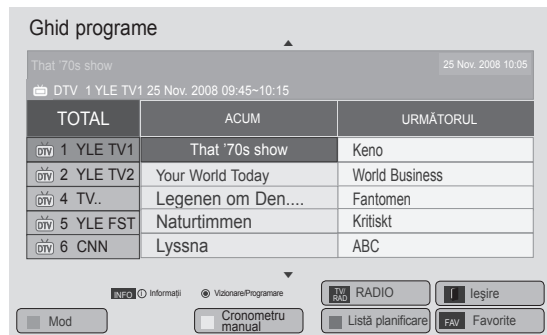 Ghid programe
That '70s show 25 Nov. 2008 10:05
DTV 1 YLE TV1 25 Nov. 2008 09:45~10:15
TOTAL ACUM URMĂTORUL
DTV 1 YLE TV1 That '70s show Keno
DTV 2 YLE TV2 Your World Today World Business
DTV 4 TV.. Legenen om Den.... Fantomen
DTV 5 YLE FST Naturtimmen Kritiskt
DTV 6 CNN Lyssna ABC
INFO i Informaţii Vizionare/Programare TV/RAD RADIO Ieşire
Mod Cronometru manual Listă planificare FAV Favorite